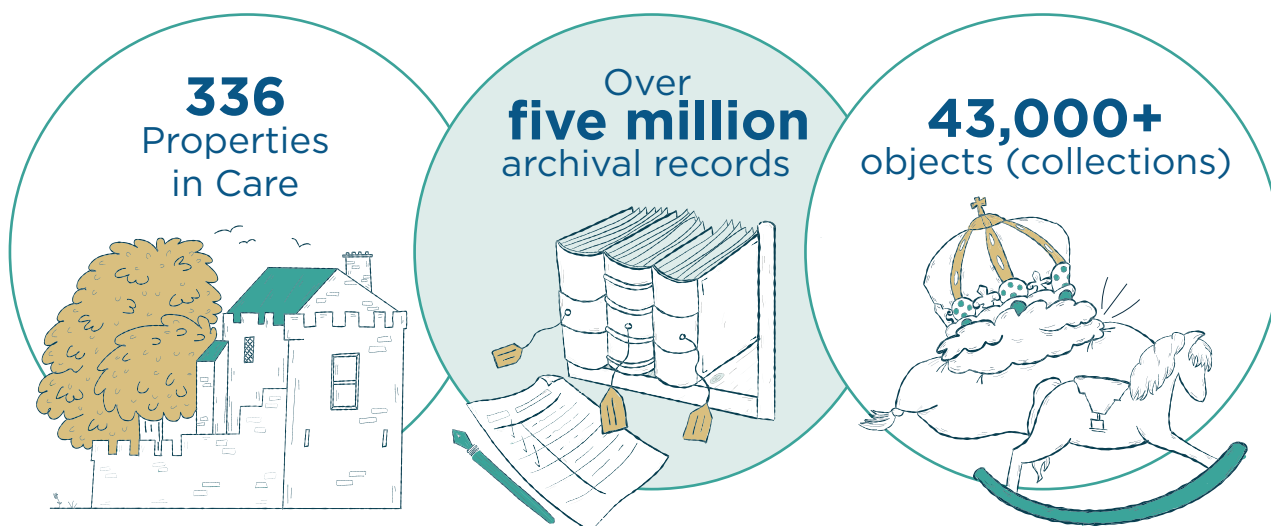 336
Properties
in Care
Over
five million
archival records
43,000+
objects (collections)